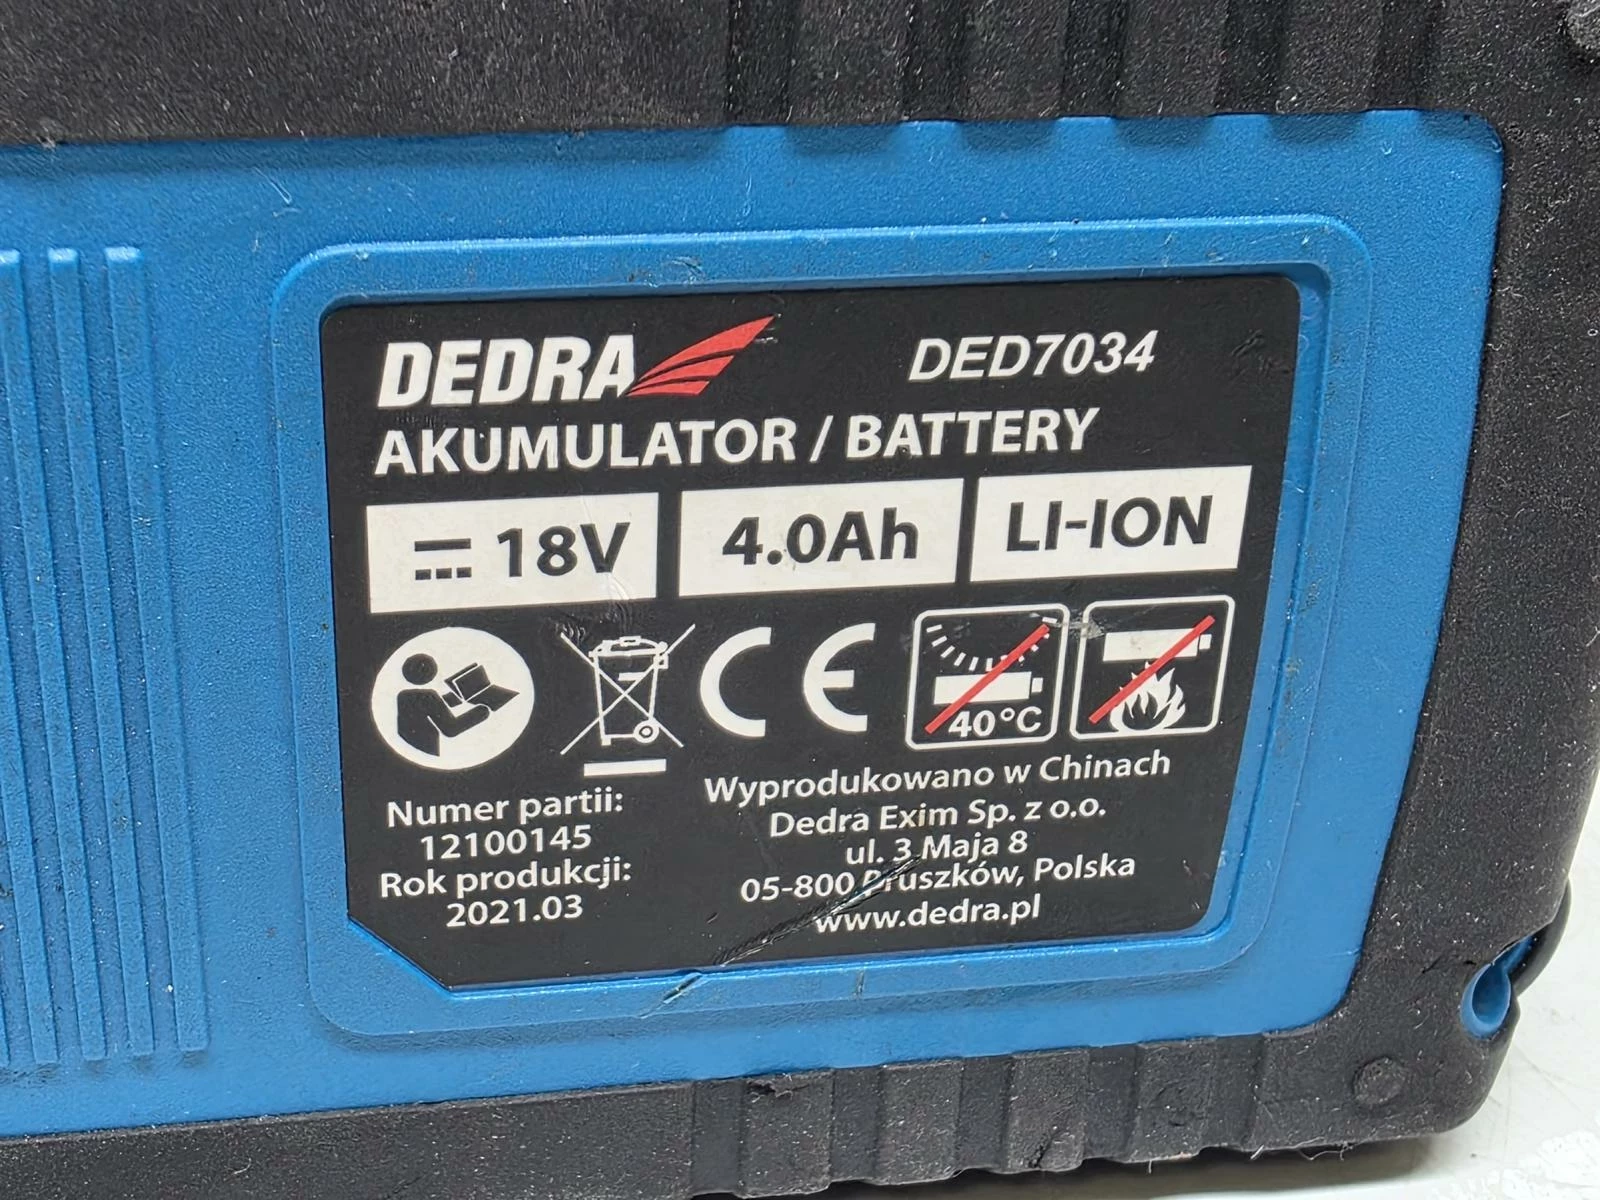 DEDRA DED7034
AKUMULATOR / BATTERY
18V 4.0Ah LI-ION
CE
40°C
Numer partii:
12100145
Rok produkcji:
2021.03
Wyprodukowano w Chinach
Dedra Exim Sp. z o.o.
ul. 3 Maja 8
05-800 Pruszków, Polska
www.dedra.pl